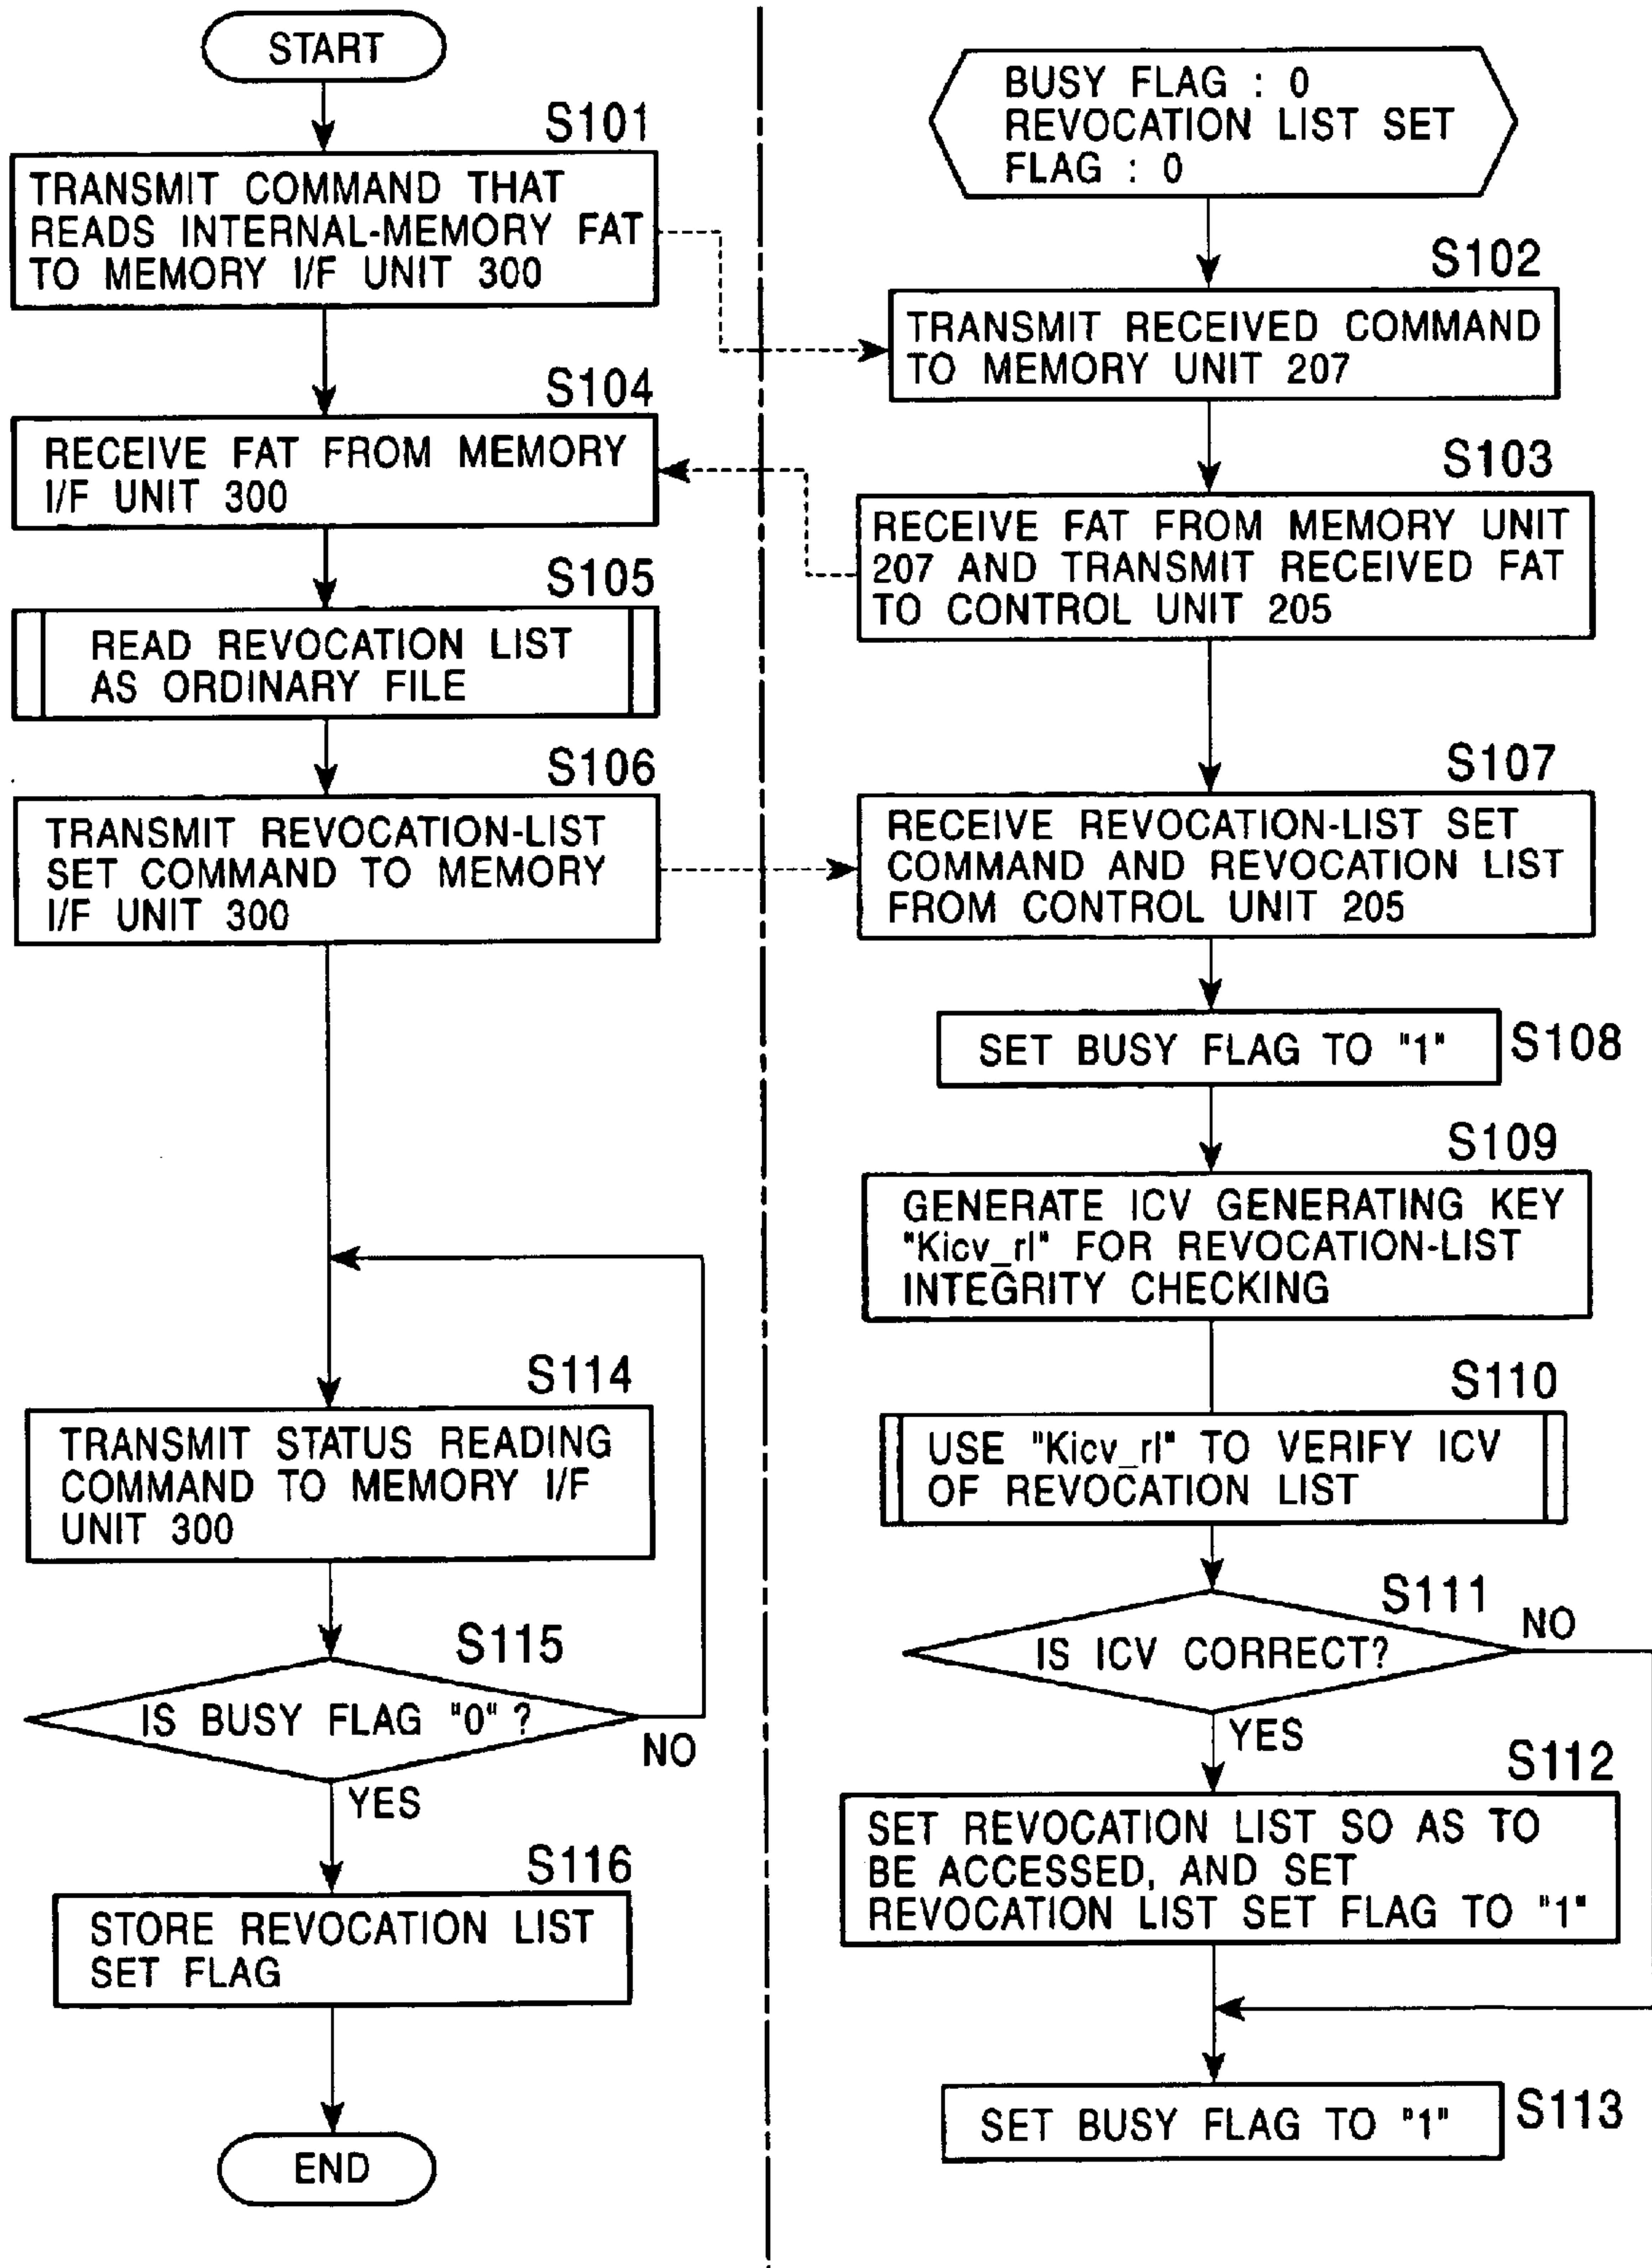 START
S101
TRANSMIT COMMAND THAT
READS INTERNAL-MEMORY FAT
TO MEMORY I/F UNIT 300
S104
RECEIVE FAT FROM MEMORY
I/F UNIT 300
S105
READ REVOCATION LIST
AS ORDINARY FILE
S106
TRANSMIT REVOCATION-LIST
SET COMMAND TO MEMORY
I/F UNIT 300
S114
TRANSMIT STATUS READING
COMMAND TO MEMORY I/F
UNIT 300
S115
IS BUSY FLAG "0" ?
NO
YES
S116
STORE REVOCATION LIST
SET FLAG
END
BUSY FLAG : 0
REVOCATION LIST SET
FLAG : 0
S102
TRANSMIT RECEIVED COMMAND
TO MEMORY UNIT 207
S103
RECEIVE FAT FROM MEMORY UNIT
207 AND TRANSMIT RECEIVED FAT
TO CONTROL UNIT 205
S107
RECEIVE REVOCATION-LIST SET
COMMAND AND REVOCATION LIST
FROM CONTROL UNIT 205
SET BUSY FLAG TO "1"
S108
S109
GENERATE ICV GENERATING KEY
"Kicv_rl" FOR REVOCATION-LIST
INTEGRITY CHECKING
S110
USE "Kicv_rl" TO VERIFY ICV
OF REVOCATION LIST
S111
IS ICV CORRECT?
NO
YES
S112
SET REVOCATION LIST SO AS TO
BE ACCESSED, AND SET
REVOCATION LIST SET FLAG TO "1"
SET BUSY FLAG TO "1"
S113